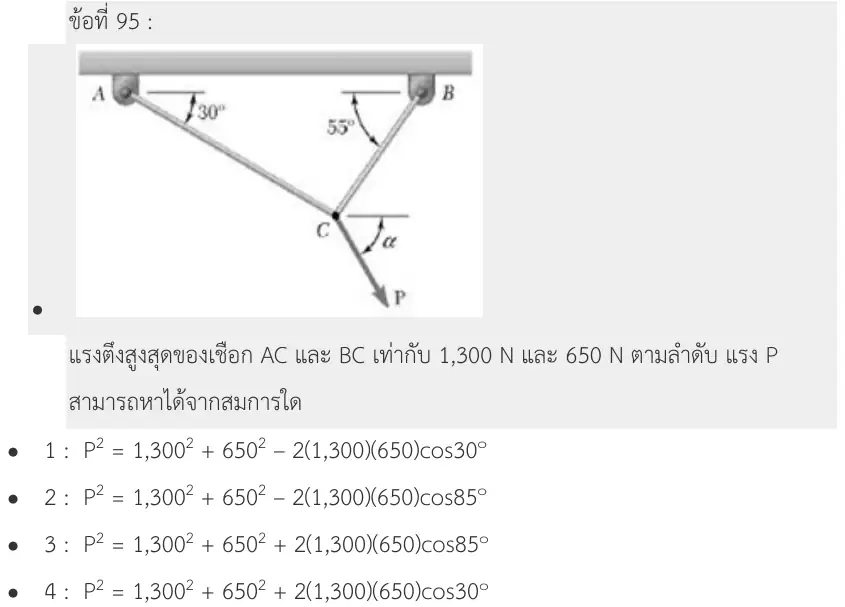 ข้อที่ 95 :
A
30°
55°
B
C
α
P
แรงตึงสูงสุดของเชือก AC และ BC เท่ากับ 1,300 N และ 650 N ตามลำดับ แรง P
สามารถหาได้จากสมการใด
1 : P² = 1,300² + 650² – 2(1,300)(650)cos30º
2 : P² = 1,300² + 650² – 2(1,300)(650)cos85º
3 : P² = 1,300² + 650² + 2(1,300)(650)cos85º
4 : P² = 1,300² + 650² + 2(1,300)(650)cos30º